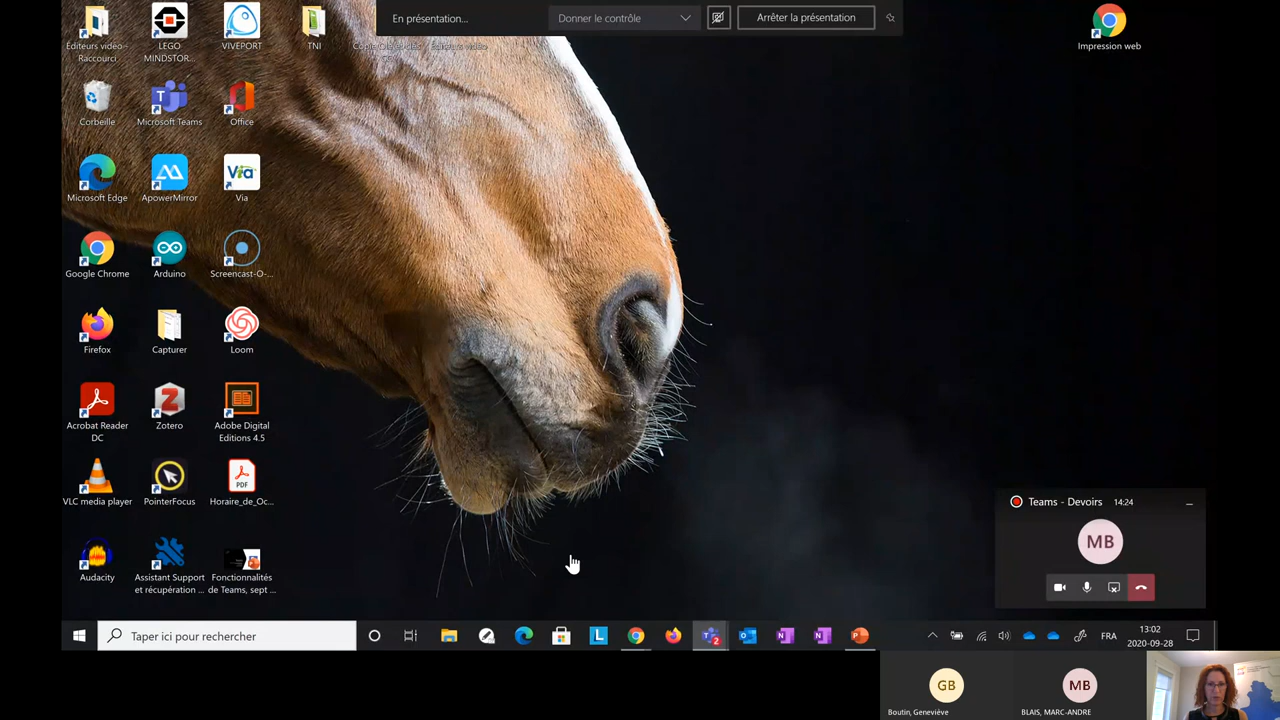 En présentation...
Donner le contrôle
Arrêter la présentation
Éditeurs vidéo -
Raccourci
LEGO
MINDSTOR...
VIVEPORT
TNI
Impression web
Corbeille
Microsoft Teams
Office
Microsoft Edge
ApowerMirror
Via
Via
Google Chrome
Arduino
Screencast-O-...
Firefox
Capturer
Loom
Acrobat Reader
DC
Zotero
Adobe Digital
Editions 4.5
VLC media player
PointerFocus
PDF
Horaire_de_Oc...
Audacity
Assistant Support
et récupération ...
Fonctionnalités
de Teams, sept ...
Teams - Devoirs
14:24
MB
Taper ici pour rechercher
2
FRA
13:02
2020-09-28
GB
Boutin, Geneviève
MB
BLAIS, MARC-ANDRE